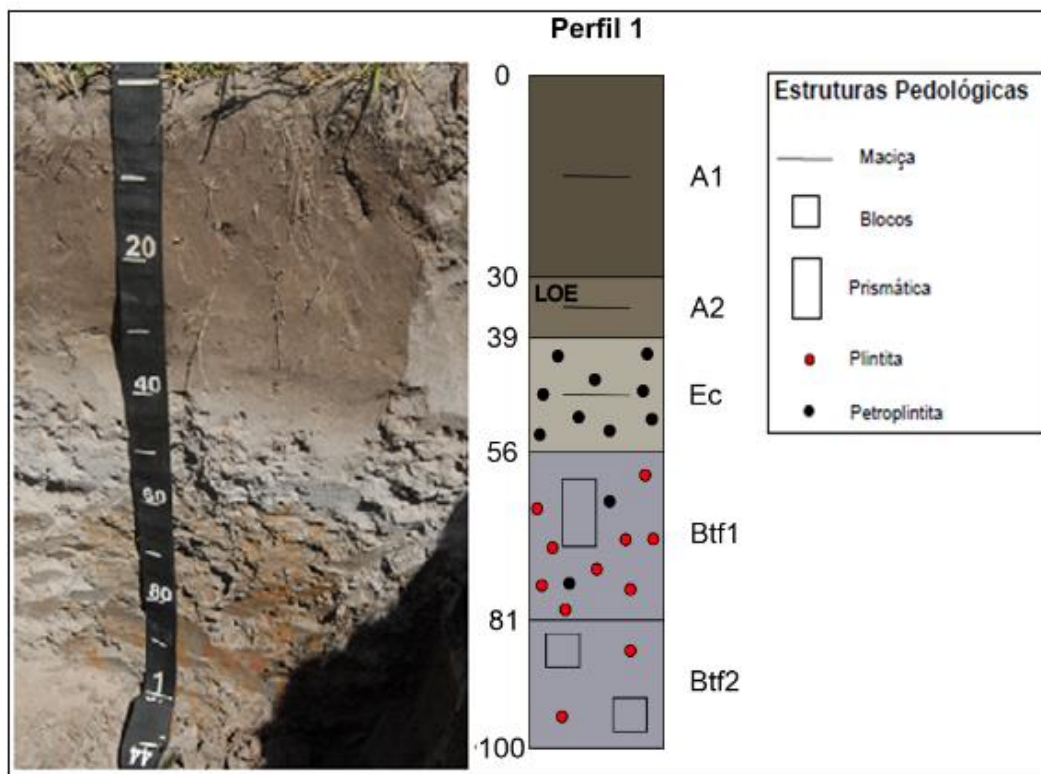 Perfil 1
0
30
39
56
81
100
LOE
A1
A2
Ec
Btf1
Btf2
Estruturas Pedológicas
Maciça
Blocos
Prismática
Plintita
Petroplintita
20
40
60
80
1
44